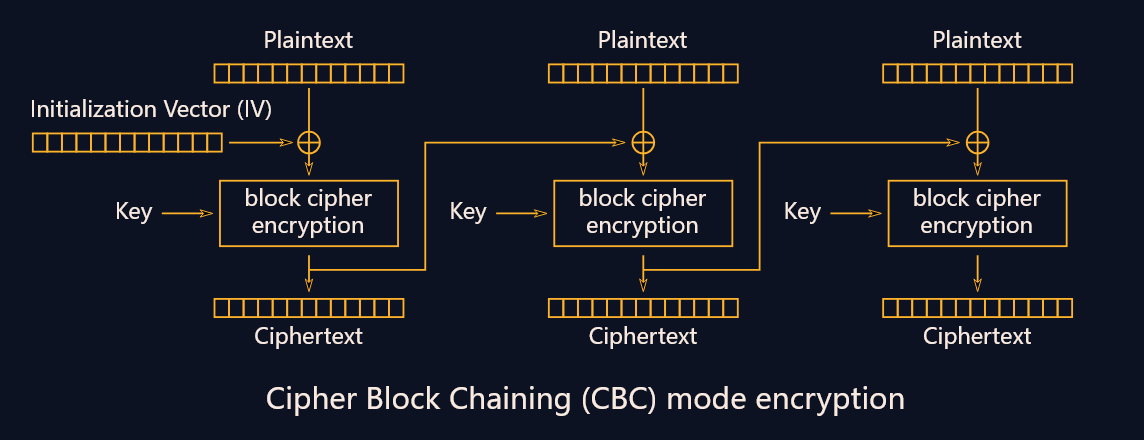 Plaintext
Plaintext
Plaintext
Initialization Vector (IV)
Key
block cipher
encryption
Key
block cipher
encryption
Key
block cipher
encryption
Ciphertext
Ciphertext
Ciphertext
Cipher Block Chaining (CBC) mode encryption